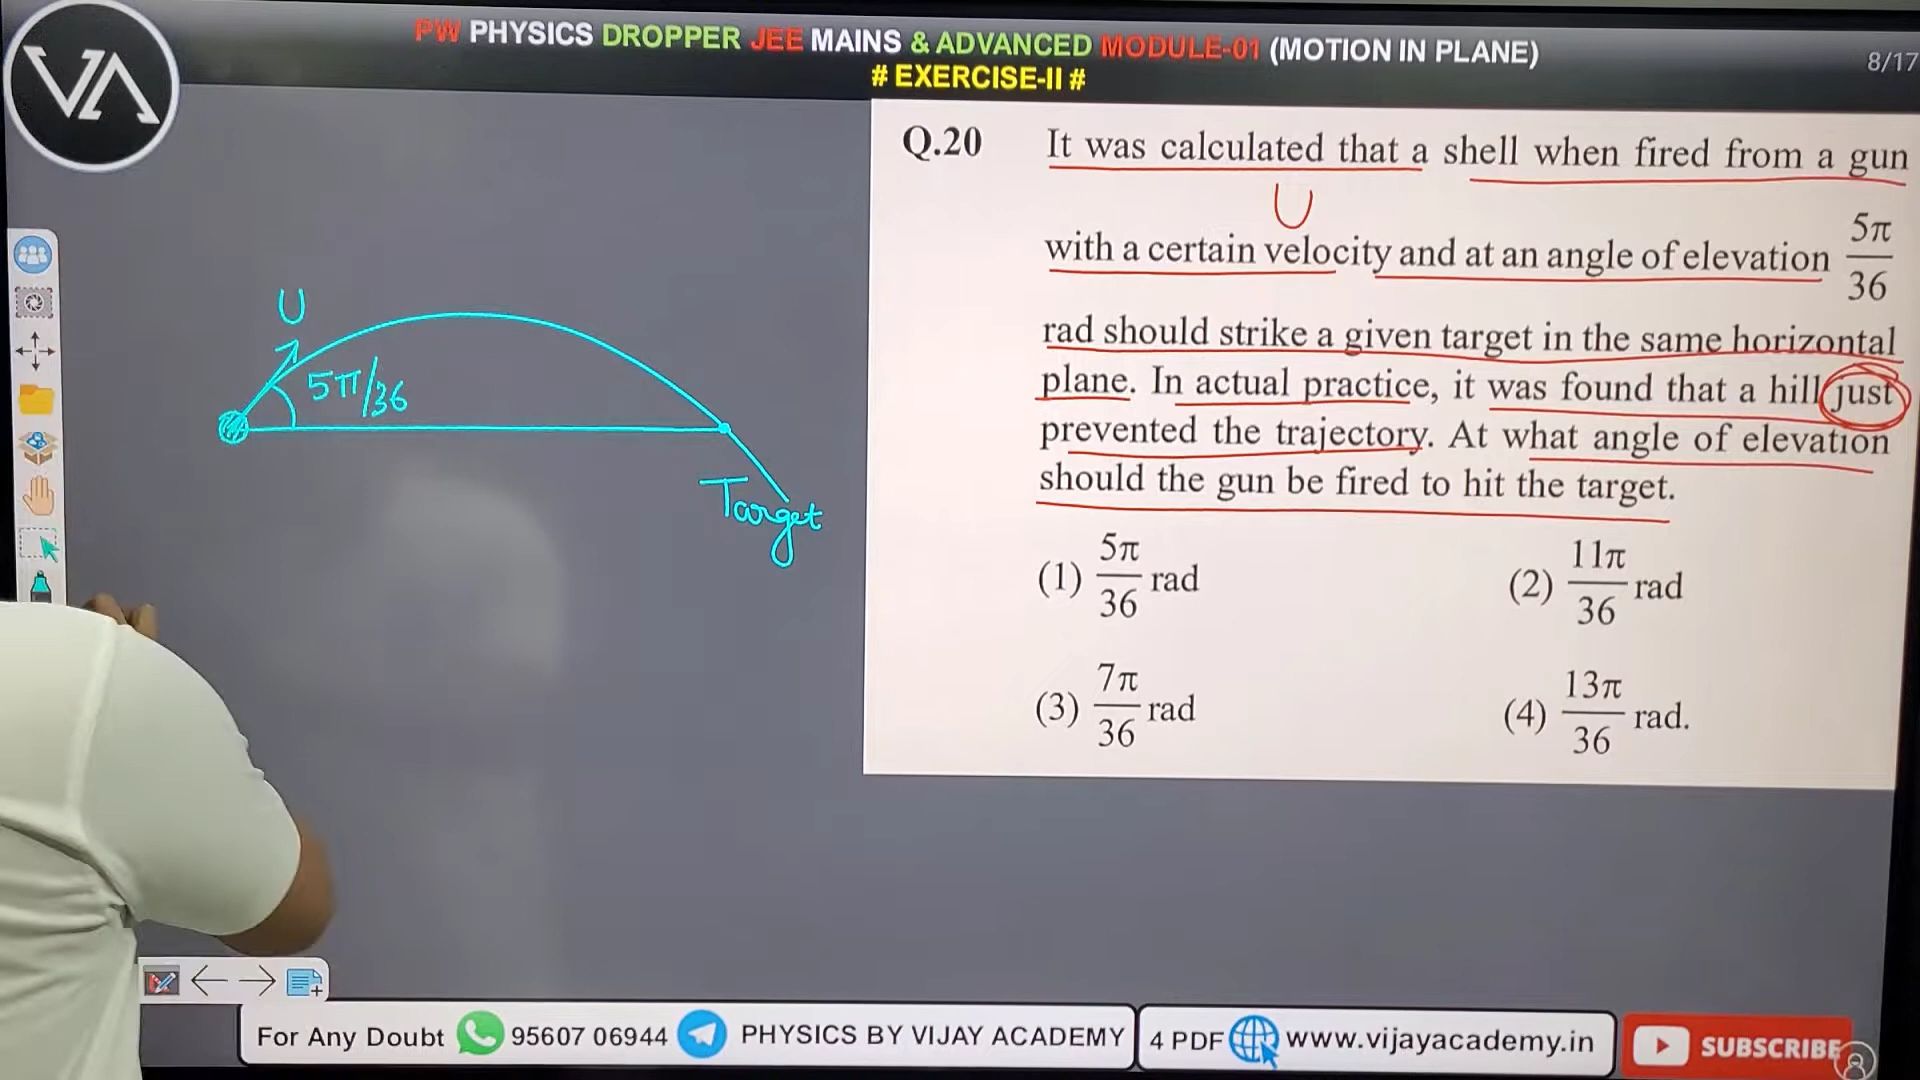 VA
PW PHYSICS DROPPER JEE MAINS & ADVANCED MODULE-01 (MOTION IN PLANE)
# EXERCISE-II #
8/17
Q.20 It was calculated that a shell when fired from a gun
U
with a certain velocity and at an angle of elevation 5π/36
rad should strike a given target in the same horizontal
plane. In actual practice, it was found that a hill just
prevented the trajectory. At what angle of elevation
should the gun be fired to hit the target.
(1) 5π/36 rad
(2) 11π/36 rad
(3) 7π/36 rad
(4) 13π/36 rad.
U
5π/36
Target
For Any Doubt 95607 06944 PHYSICS BY VIJAY ACADEMY 4 PDF www.vijayacademy.in SUBSCRIBE